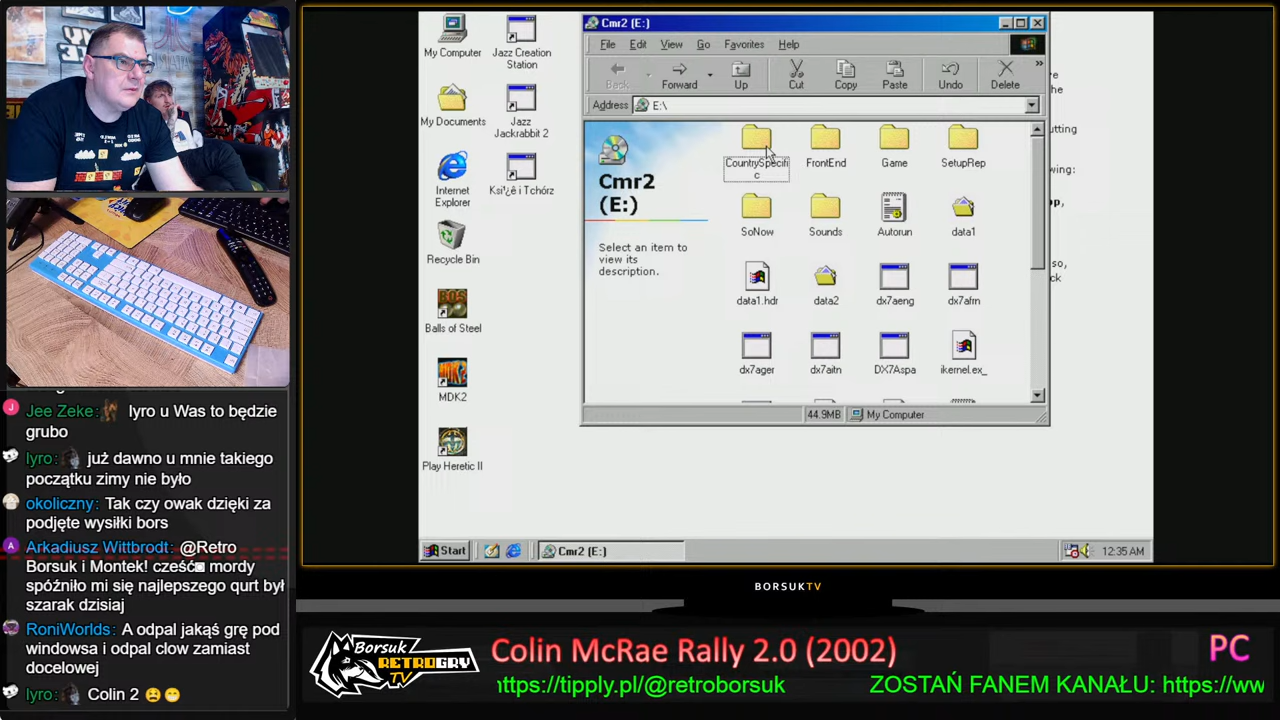 My Computer
Jazz Creation
Station
My Documents
Jazz
Jackrabbit 2
Internet
Explorer
Ksi¹¿ê i Tchórz
Recycle Bin
Balls of Steel
MDK2
Play Heretic II
Cmr2 (E:)
File Edit View Go Favorites Help
Back Forward Up Cut Copy Paste Undo Delete
Address E:\
Cmr2
(E:)
Select an item to
view its
description.
CountrySpecifi
c
FrontEnd
Game
SetupRep
SoNow
Sounds
Autorun
data1
data1.hdr
data2
dx7aeng
dx7afrn
dx7ager
dx7aitn
DX7Aspa
ikernel.ex_
44.9MB My Computer
Start Cmr2 (E:) 12:35 AM
Jee Zeke: lyro u Was to będzie
grubo
lyro: już dawno u mnie takiego
początku zimy nie było
okoliczny: Tak czy owak dzięki za
podjęte wysiłki bors
Arkadiusz Wittbrodt: @Retro
Borsuk i Montek! cześć mordy
spóźniło mi się najlepszego qurt był
szarak dzisiaj
RoniWorlds: A odpal jakąś grę pod
windowsa i odpal clow zamiast
docelowej
lyro: Colin 2
BORSUKTV
Borsuk
RETROGRY
TV
Colin McRae Rally 2.0 (2002) PC
https://tipply.pl/@retroborsuk ZOSTAŃ FANEM KANAŁU: https://ww